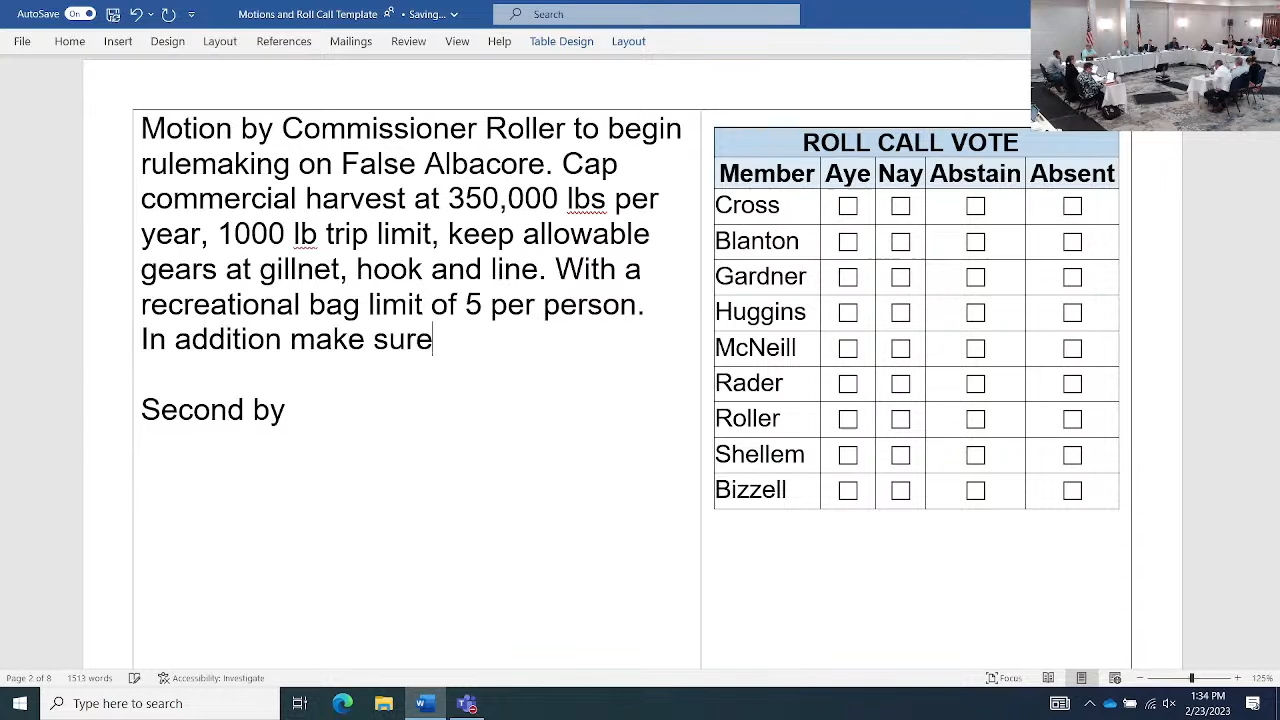 AutoSave On Motions and Roll Call Template • Saving... Search
File Home Insert Design Layout References Mailings Review View Help Table Design Layout
Motion by Commissioner Roller to begin
rulemaking on False Albacore. Cap
commercial harvest at 350,000 lbs per
year, 1000 lb trip limit, keep allowable
gears at gillnet, hook and line. With a
recreational bag limit of 5 per person.
In addition make sure
Second by
ROLL CALL VOTE
Member Aye Nay Abstain Absent
Cross
Blanton
Gardner
Huggins
McNeill
Rader
Roller
Shellem
Bizzell
Page 2 of 8 1513 words Accessibility: Investigate Focus 125%
Type here to search 1:34 PM
2/23/2023